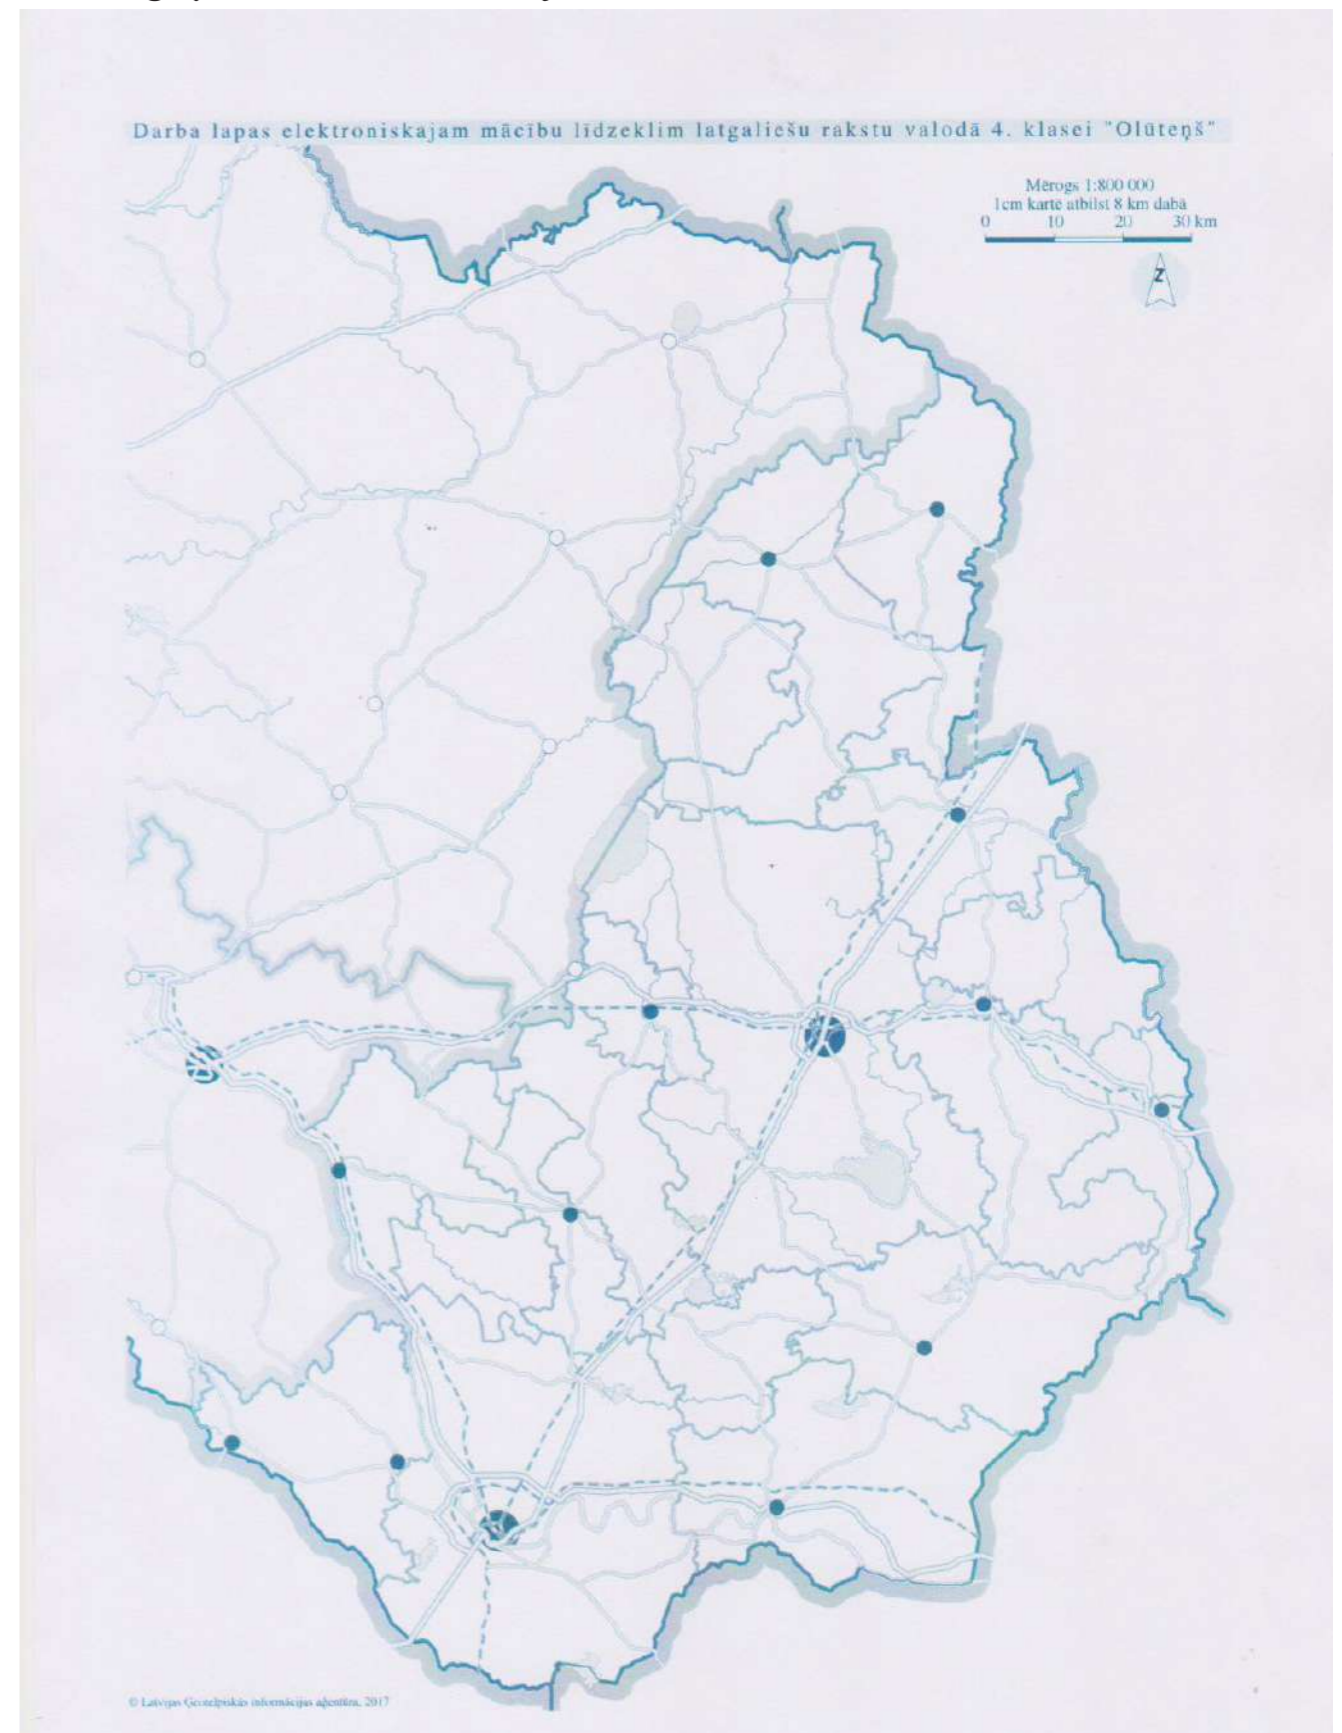 Darba lapas elektroniskajam mācību līdzeklim latgaliešu rakstu valodā 4. klasei "Olūteņš"
Mērogs 1:800 000
1cm kartē atbilst 8 km dabā
0 10 20 30 km
Z
© Latvijas Ģeotelpiskās informācijas aģentūra, 2017